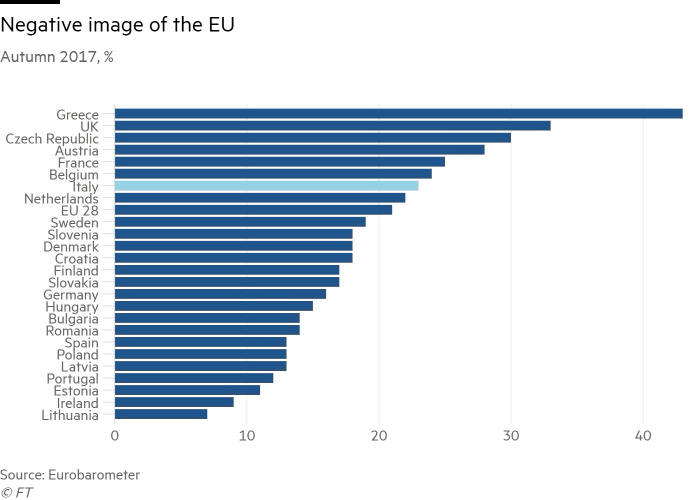 Negative image of the EU
Autumn 2017, %
Greece
UK
Czech Republic
Austria
France
Belgium
Italy
Netherlands
EU 28
Sweden
Slovenia
Denmark
Croatia
Finland
Slovakia
Germany
Hungary
Bulgaria
Romania
Spain
Poland
Latvia
Portugal
Estonia
Ireland
Lithuania
0 10 20 30 40
Source: Eurobarometer
© FT